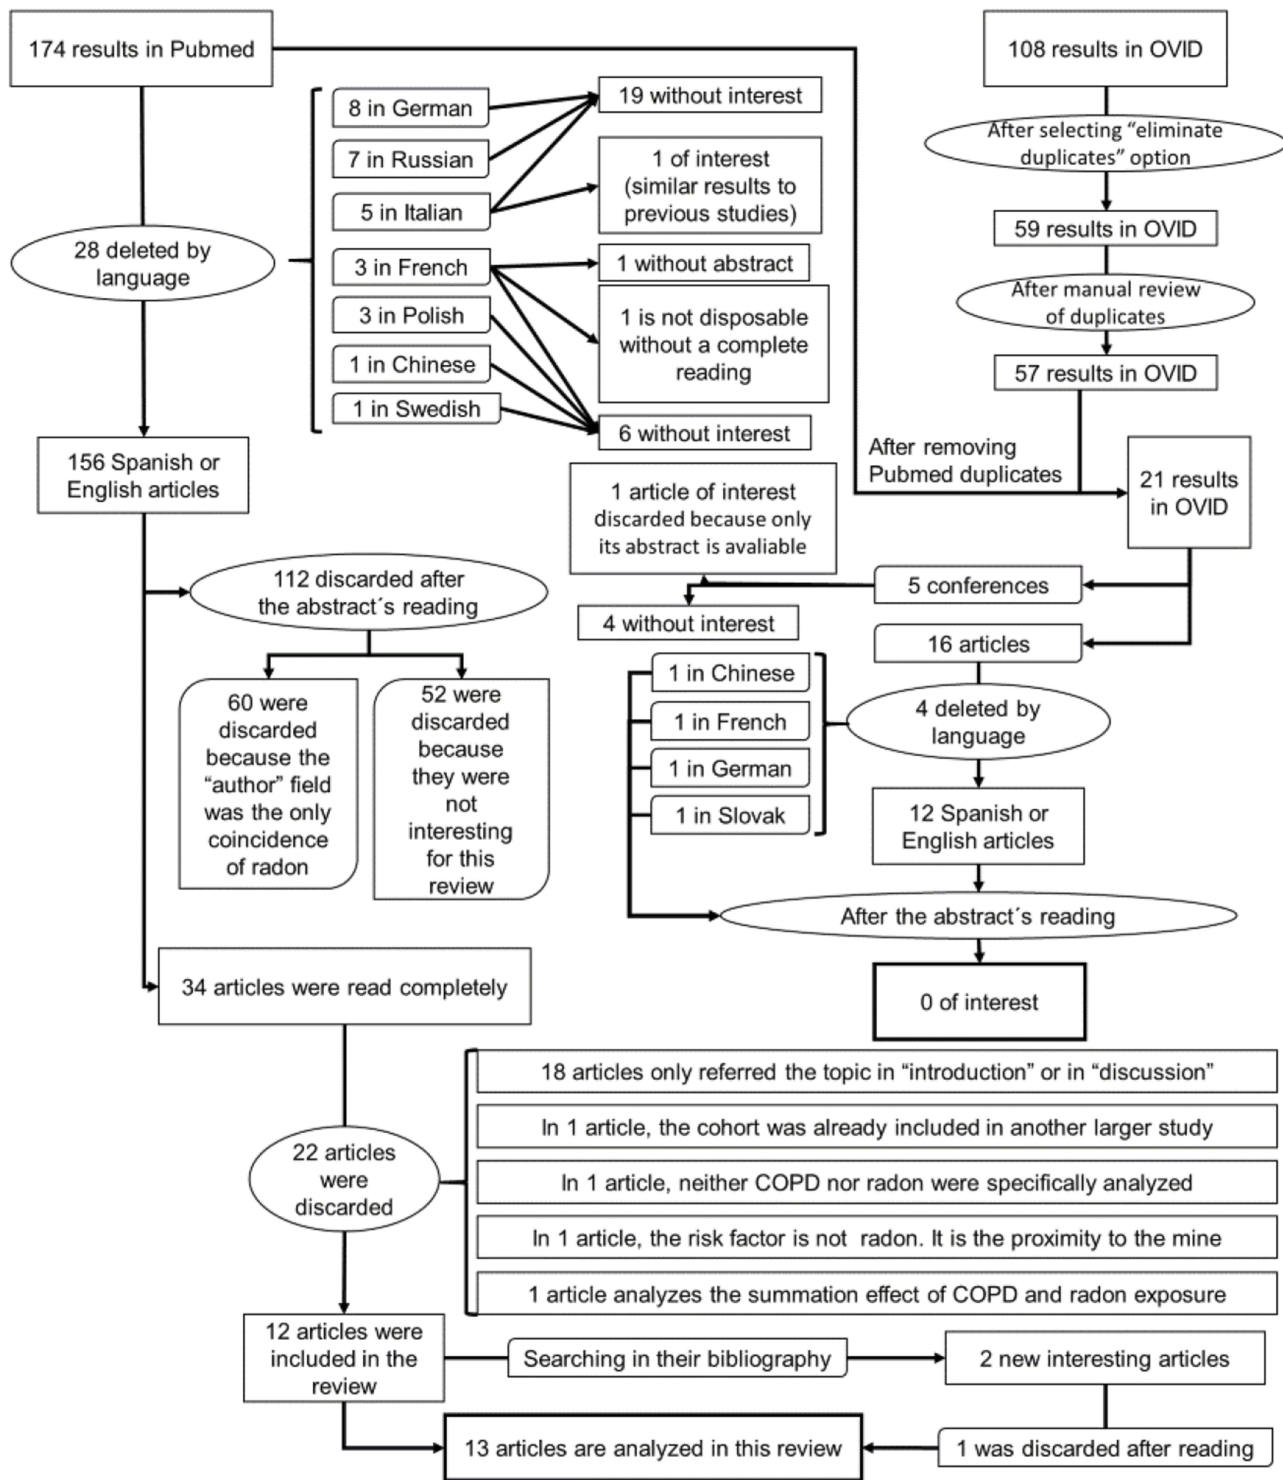 174 results in Pubmed
108 results in OVID
8 in German
7 in Russian
5 in Italian
3 in French
3 in Polish
1 in Chinese
1 in Swedish
19 without interest
1 of interest
(similar results to
previous studies)
1 without abstract
1 is not disposable
without a complete
reading
6 without interest
28 deleted by
language
After selecting “eliminate
duplicates” option
59 results in OVID
After manual review
of duplicates
57 results in OVID
After removing
Pubmed duplicates
21 results
in OVID
156 Spanish or
English articles
1 article of interest
discarded because only
its abstract is avaliable
5 conferences
4 without interest
16 articles
112 discarded after
the abstract´s reading
60 were
discarded
because the
“author” field
was the only
coincidence
of radon
52 were
discarded
because
they were
not
interesting
for this
review
1 in Chinese
1 in French
1 in German
1 in Slovak
4 deleted by
language
12 Spanish or
English articles
After the abstract´s reading
0 of interest
34 articles were read completely
22 articles
were
discarded
18 articles only referred the topic in “introduction” or in “discussion”
In 1 article, the cohort was already included in another larger study
In 1 article, neither COPD nor radon were specifically analyzed
In 1 article, the risk factor is not radon. It is the proximity to the mine
1 article analyzes the summation effect of COPD and radon exposure
12 articles were
included in the
review
Searching in their bibliography
2 new interesting articles
13 articles are analyzed in this review
1 was discarded after reading